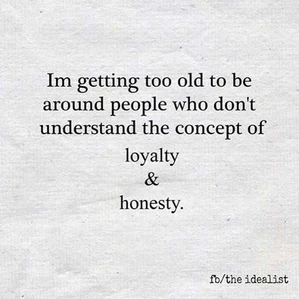 Im getting too old to be
around people who don't
understand the concept of
loyalty
&
honesty.
fb/the idealist